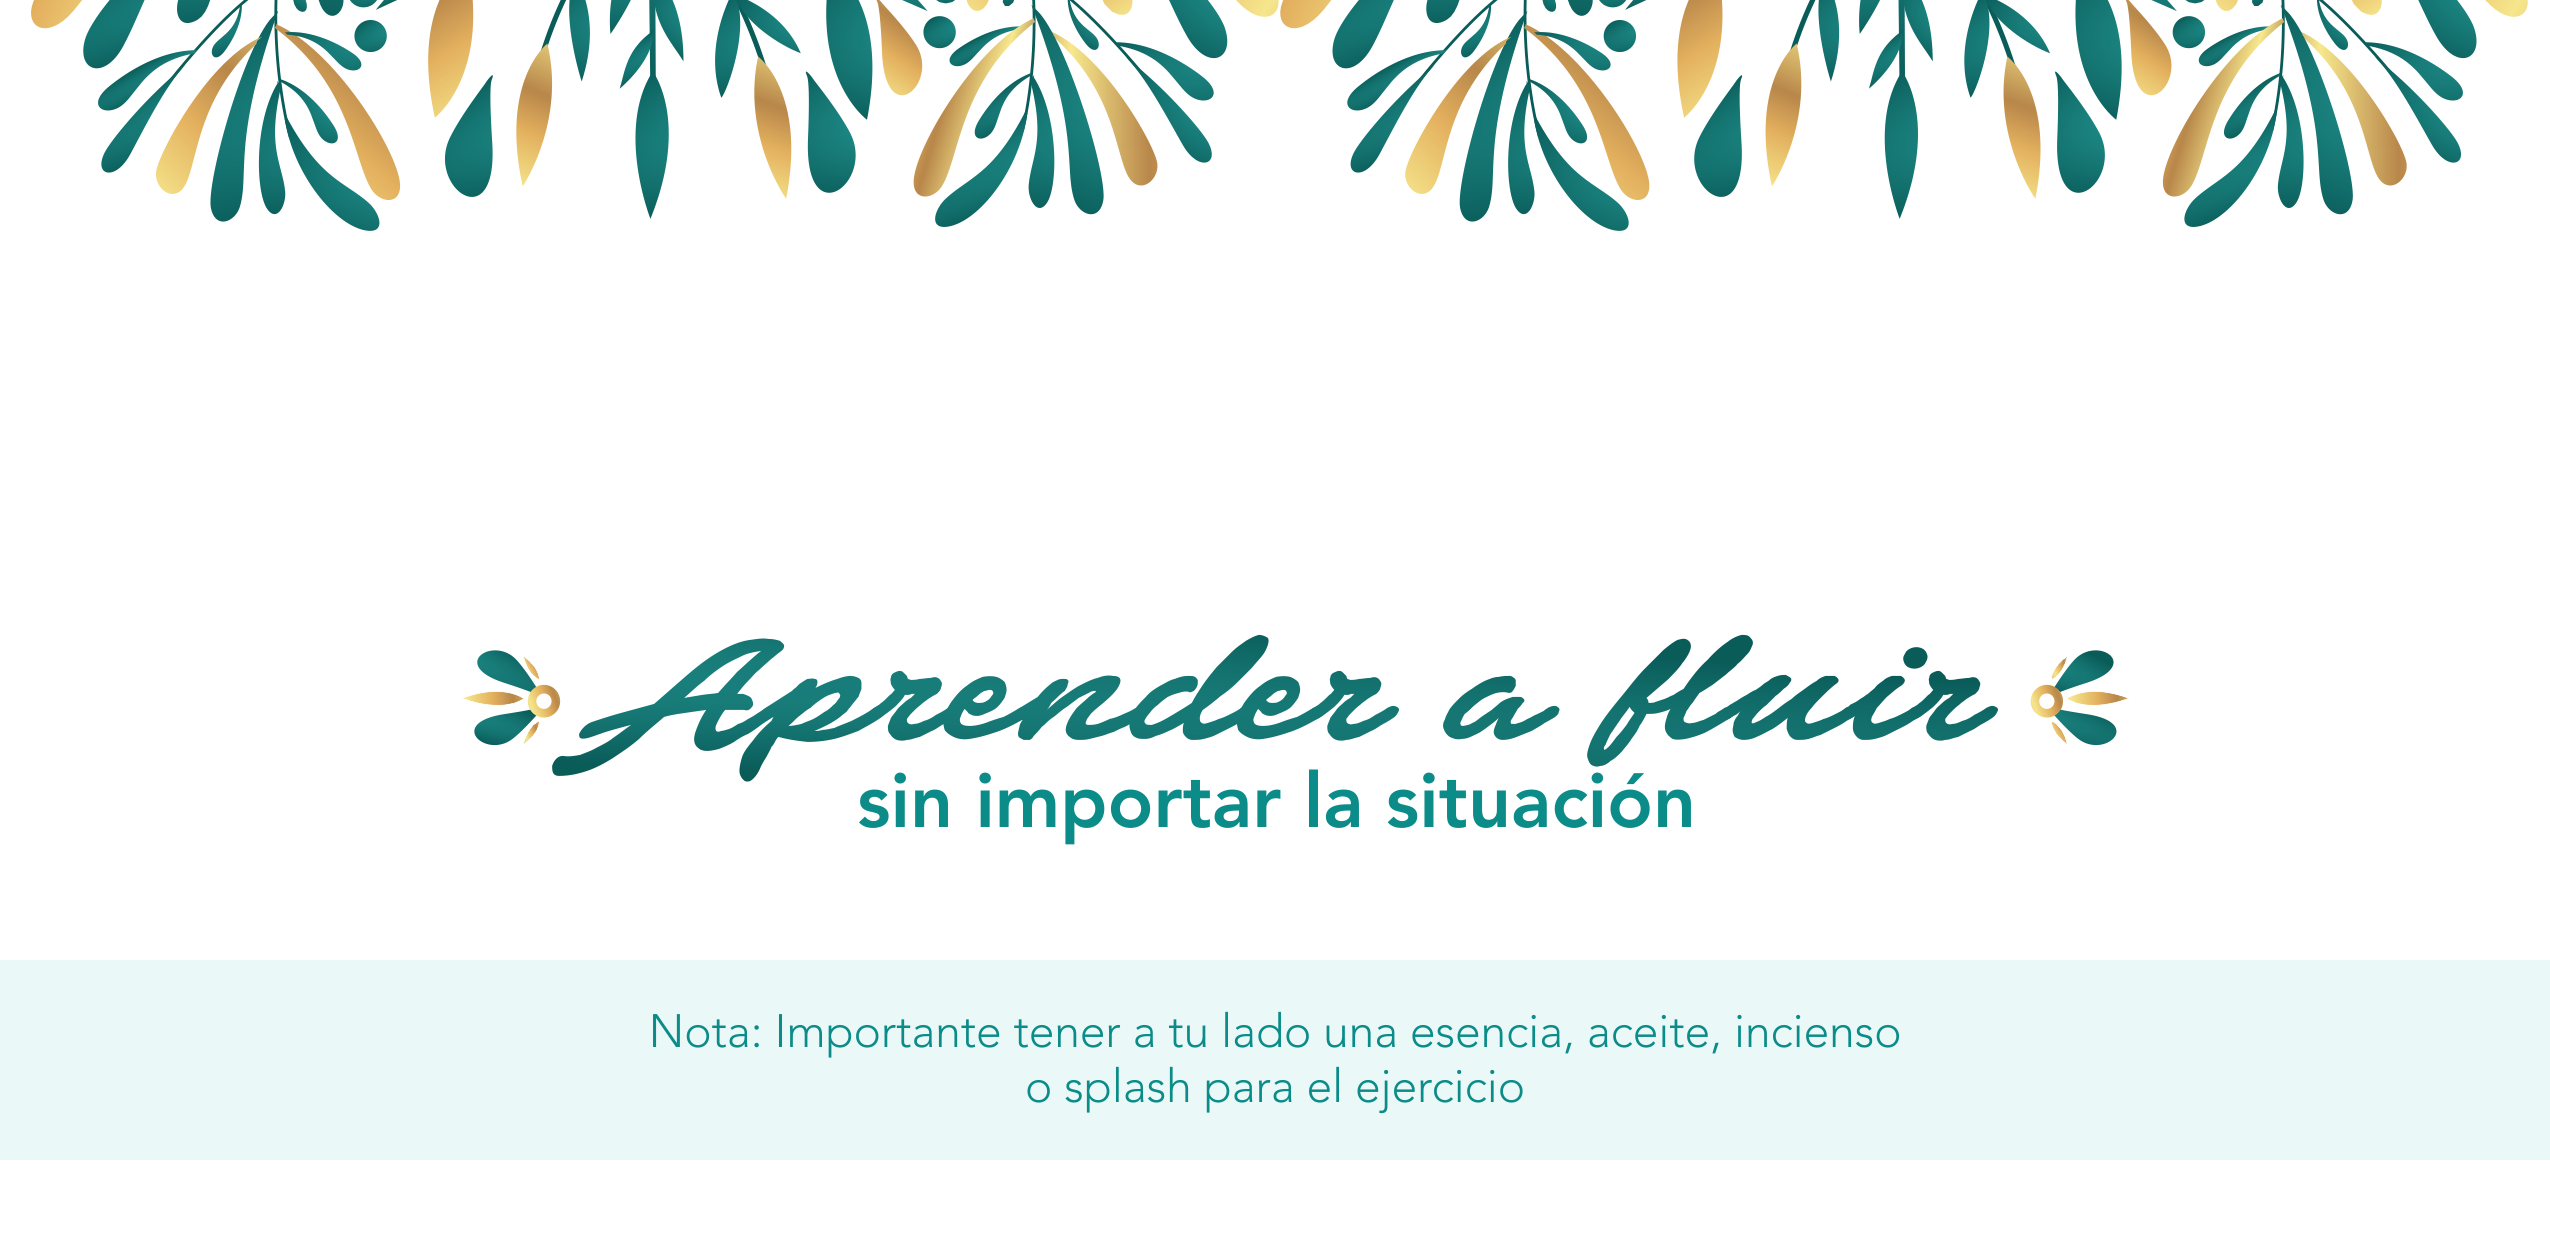 Aprender a fluir
sin importar la situación
Nota: Importante tener a tu lado una esencia, aceite, incienso
o splash para el ejercicio